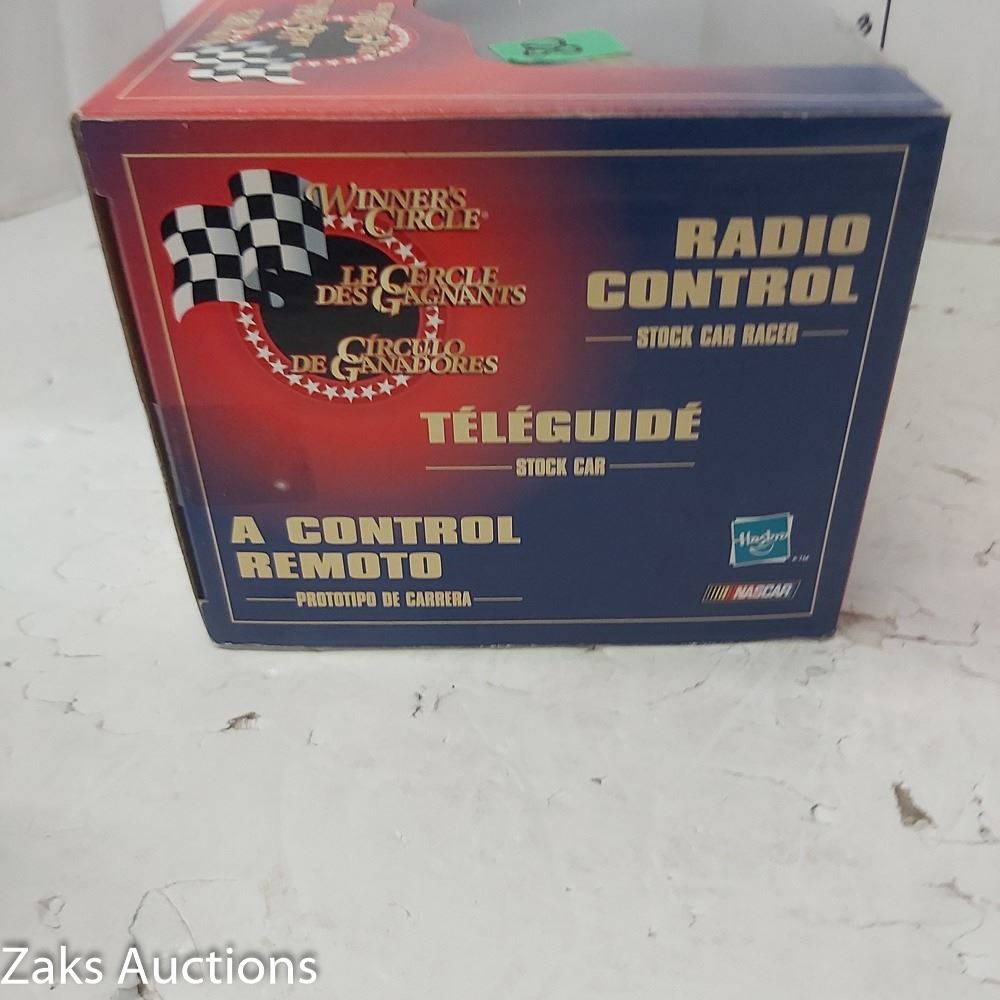 WINNER'S
CIRCLE
LE CERCLE
DES GAGNANTS
CÍRCULO
DE GANADORES
RADIO
CONTROL
STOCK CAR RACER
TÉLÉGUIDÉ
STOCK CAR
A CONTROL
REMOTO
PROTOTIPO DE CARRERA
Hasbro
NASCAR
Zaks Auctions